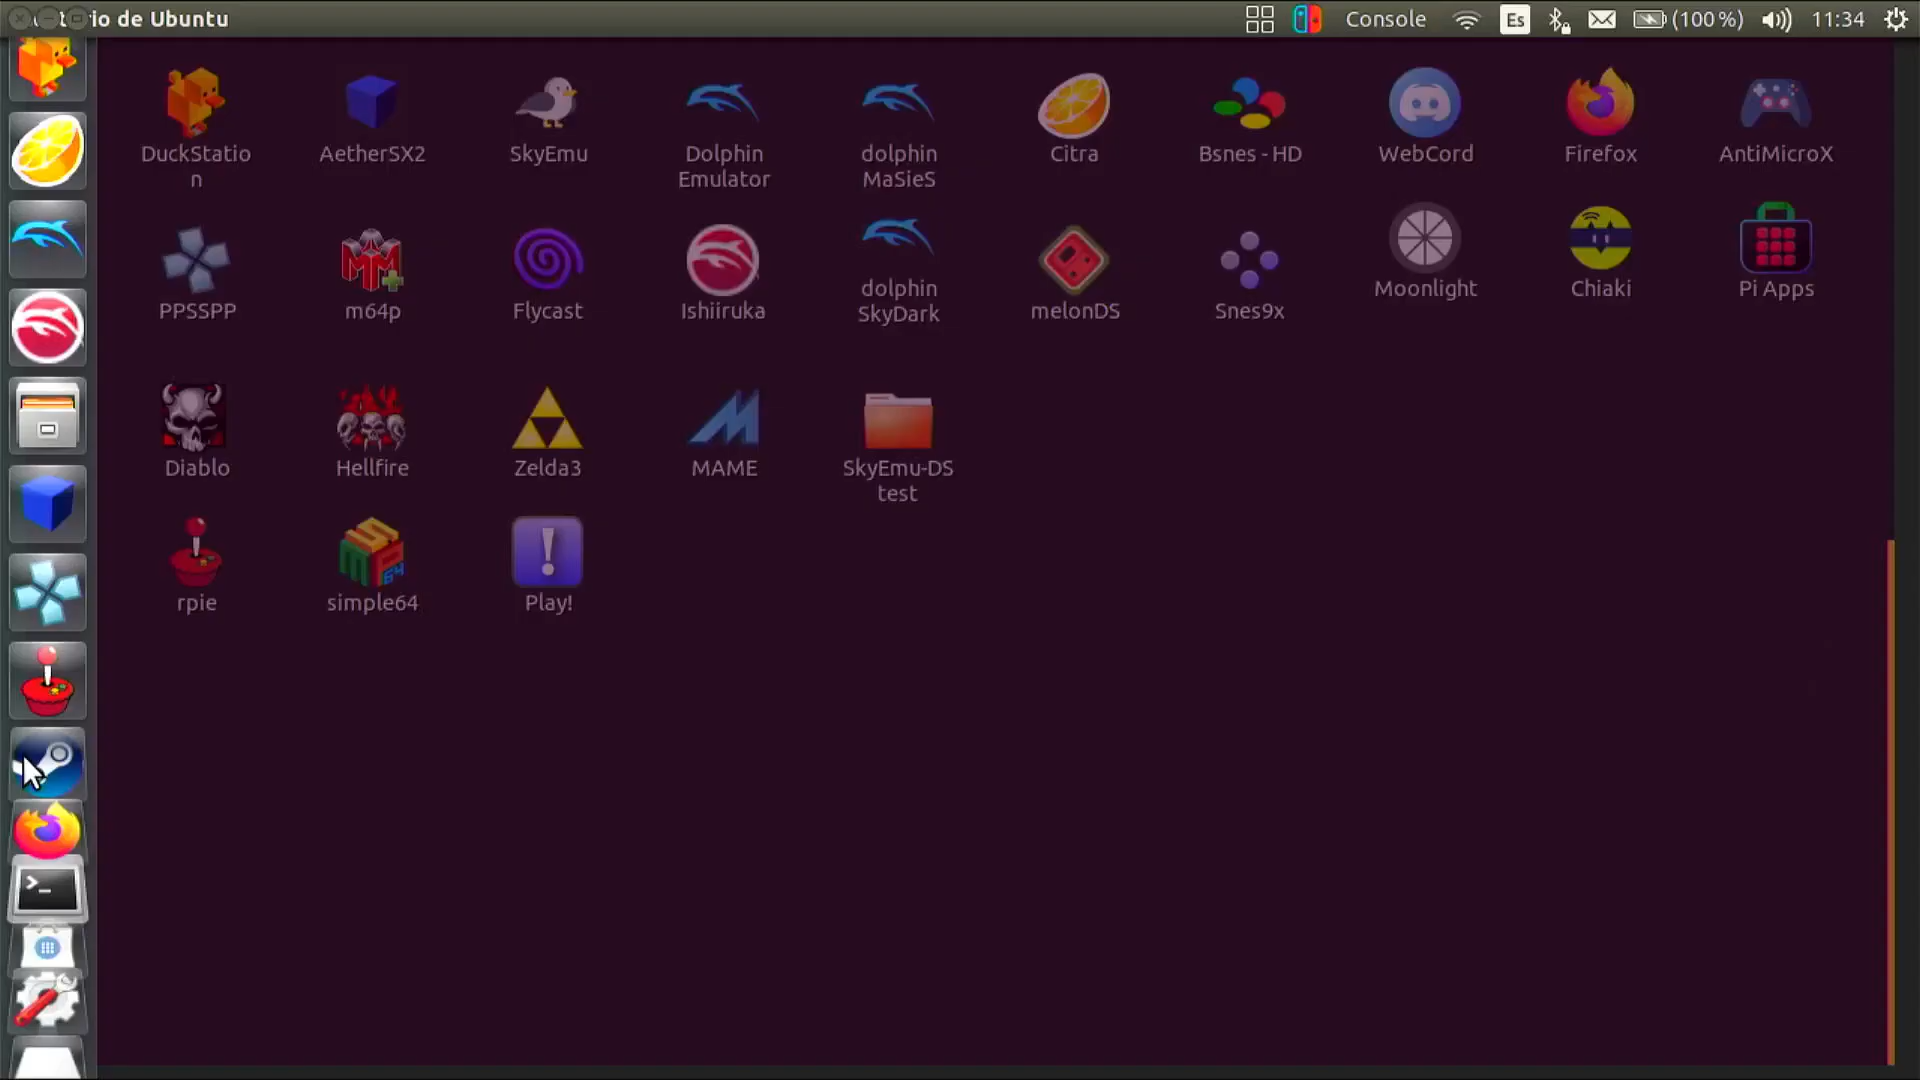 rio de Ubuntu
Console
Es
(100%)
11:34
DuckStatio
n
AetherSX2
SkyEmu
Dolphin
Emulator
dolphin
MaSieS
Citra
Bsnes - HD
WebCord
Firefox
AntiMicroX
PPSSPP
m64p
Flycast
Ishiiruka
dolphin
SkyDark
melonDS
Snes9x
Moonlight
Chiaki
Pi Apps
Diablo
Hellfire
Zelda3
MAME
SkyEmu-DS
test
rpie
simple64
Play!